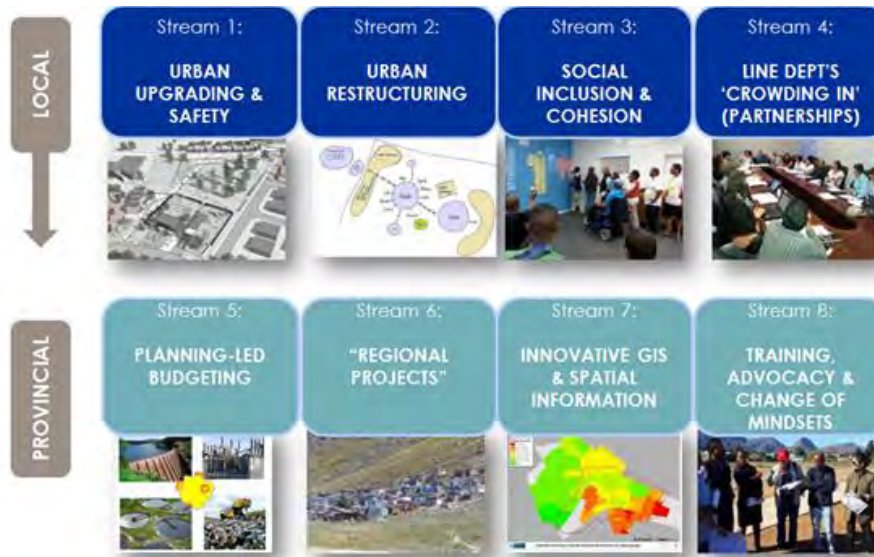 LOCAL
Stream 1:
URBAN
UPGRADING &
SAFETY
Stream 2:
URBAN
RESTRUCTURING
Stream 3:
SOCIAL
INCLUSION &
COHESION
Stream 4:
LINE DEPT'S
‘CROWDING IN’
(PARTNERSHIPS)
PROVINCIAL
Stream 5:
PLANNING-LED
BUDGETING
Stream 6:
“REGIONAL
PROJECTS”
Stream 7:
INNOVATIVE GIS
& SPATIAL
INFORMATION
Stream 8:
TRAINING,
ADVOCACY &
CHANGE OF
MINDSETS